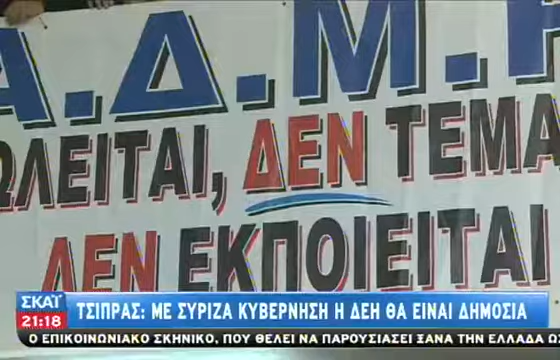 Α.Δ.Μ.Η
ΩΛΕΙΤΑΙ, ΔΕΝ ΤΕΜΑ
ΔΕΝ ΕΚΠΟΙΕΙΤΑΙ
ΣΚΑΪ
21:18
ΤΣΙΠΡΑΣ: ΜΕ ΣΥΡΙΖΑ ΚΥΒΕΡΝΗΣΗ Η ΔΕΗ ΘΑ ΕΙΝΑΙ ΔΗΜΟΣΙΑ
Ο ΕΠΙΚΟΙΝΩΝΙΑΚΟ ΣΚΗΝΙΚΟ, ΠΟΥ ΘΕΛΕΙ ΝΑ ΠΑΡΟΥΣΙΑΣΕΙ ΞΑΝΑ ΤΗΝ ΕΛΛΑΔΑ Ω